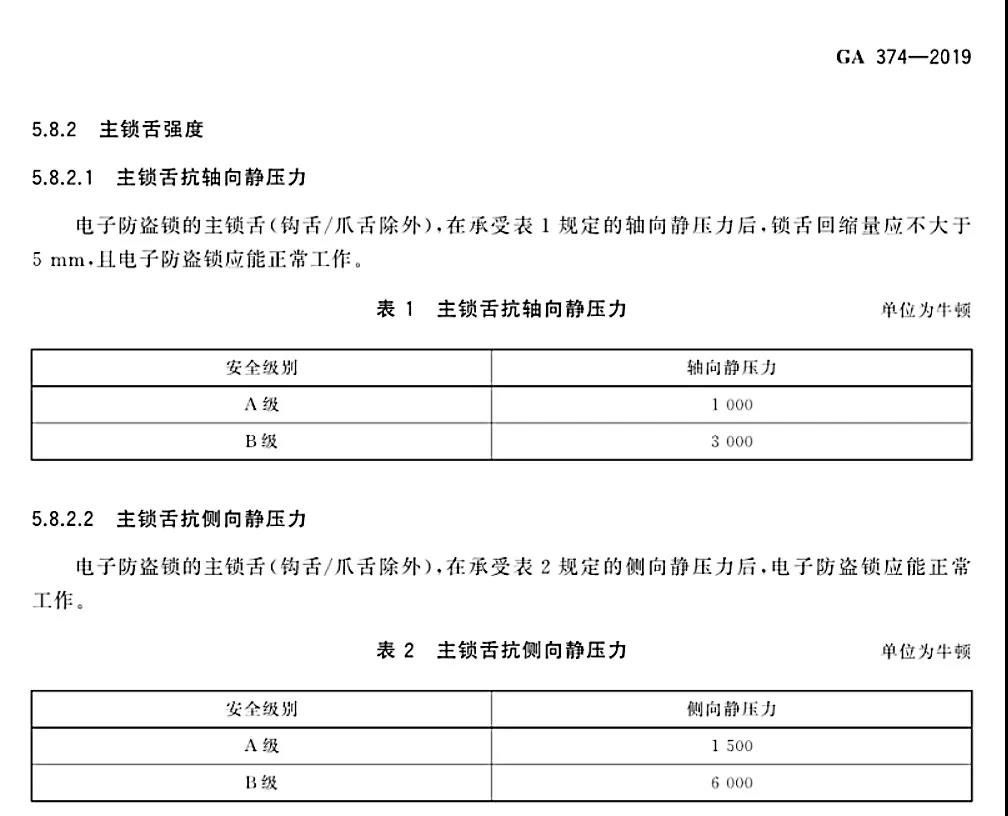 GA 374—2019
5.8.2 主锁舌强度
5.8.2.1 主锁舌抗轴向静压力
电子防盗锁的主锁舌(钩舌/爪舌除外),在承受表 1 规定的轴向静压力后,锁舌回缩量应不大于
5 mm,且电子防盗锁应能正常工作。
表 1 主锁舌抗轴向静压力 单位为牛顿
安全级别 轴向静压力
A 级 1 000
B 级 3 000
5.8.2.2 主锁舌抗侧向静压力
电子防盗锁的主锁舌(钩舌/爪舌除外),在承受表 2 规定的侧向静压力后,电子防盗锁应能正常
工作。
表 2 主锁舌抗侧向静压力 单位为牛顿
安全级别 侧向静压力
A 级 1 500
B 级 6 000